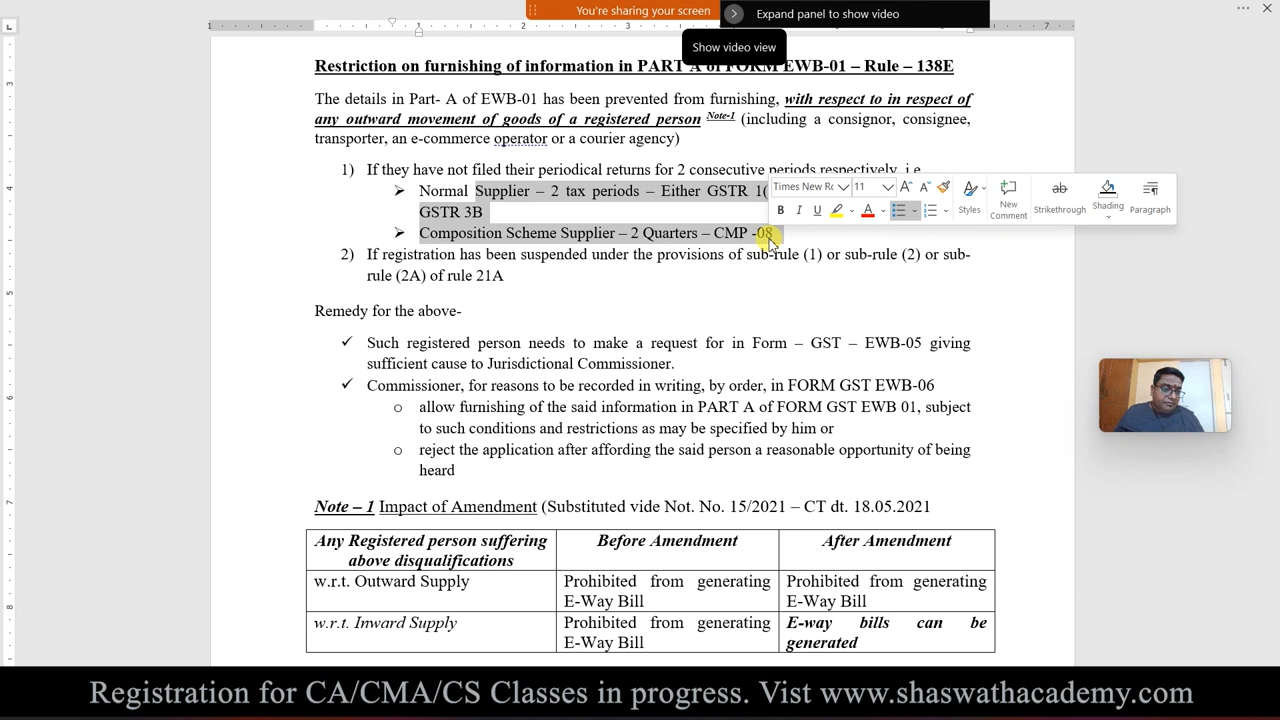 You're sharing your screen
Expand panel to show video
Show video view
1 1 2 7
Restriction on furnishing of information in PART A of FORM EWB-01 – Rule – 138E
The details in Part- A of EWB-01 has been prevented from furnishing, with respect to in respect of
any outward movement of goods of a registered person Note-1 (including a consignor, consignee,
transporter, an e-commerce operator or a courier agency)
1) If they have not filed their periodical returns for 2 consecutive periods respectively, i.e
➢ Normal Supplier – 2 tax periods – Either GSTR 1(
GSTR 3B
➢ Composition Scheme Supplier – 2 Quarters – CMP -08
Times New Ro 11
B I U A Styles New Comment Strikethrough Shading Paragraph
2) If registration has been suspended under the provisions of sub-rule (1) or sub-rule (2) or sub-
rule (2A) of rule 21A
Remedy for the above-
✓ Such registered person needs to make a request for in Form – GST – EWB-05 giving
sufficient cause to Jurisdictional Commissioner.
✓ Commissioner, for reasons to be recorded in writing, by order, in FORM GST EWB-06
o allow furnishing of the said information in PART A of FORM GST EWB 01, subject
to such conditions and restrictions as may be specified by him or
o reject the application after affording the said person a reasonable opportunity of being
heard
Note – 1 Impact of Amendment (Substituted vide Not. No. 15/2021 – CT dt. 18.05.2021
Any Registered person suffering above disqualifications Before Amendment After Amendment
w.r.t. Outward Supply Prohibited from generating E-Way Bill Prohibited from generating E-Way Bill
w.r.t. Inward Supply Prohibited from generating E-Way Bill E-way bills can be generated
Registration for CA/CMA/CS Classes in progress. Vist www.shaswathacademy.com